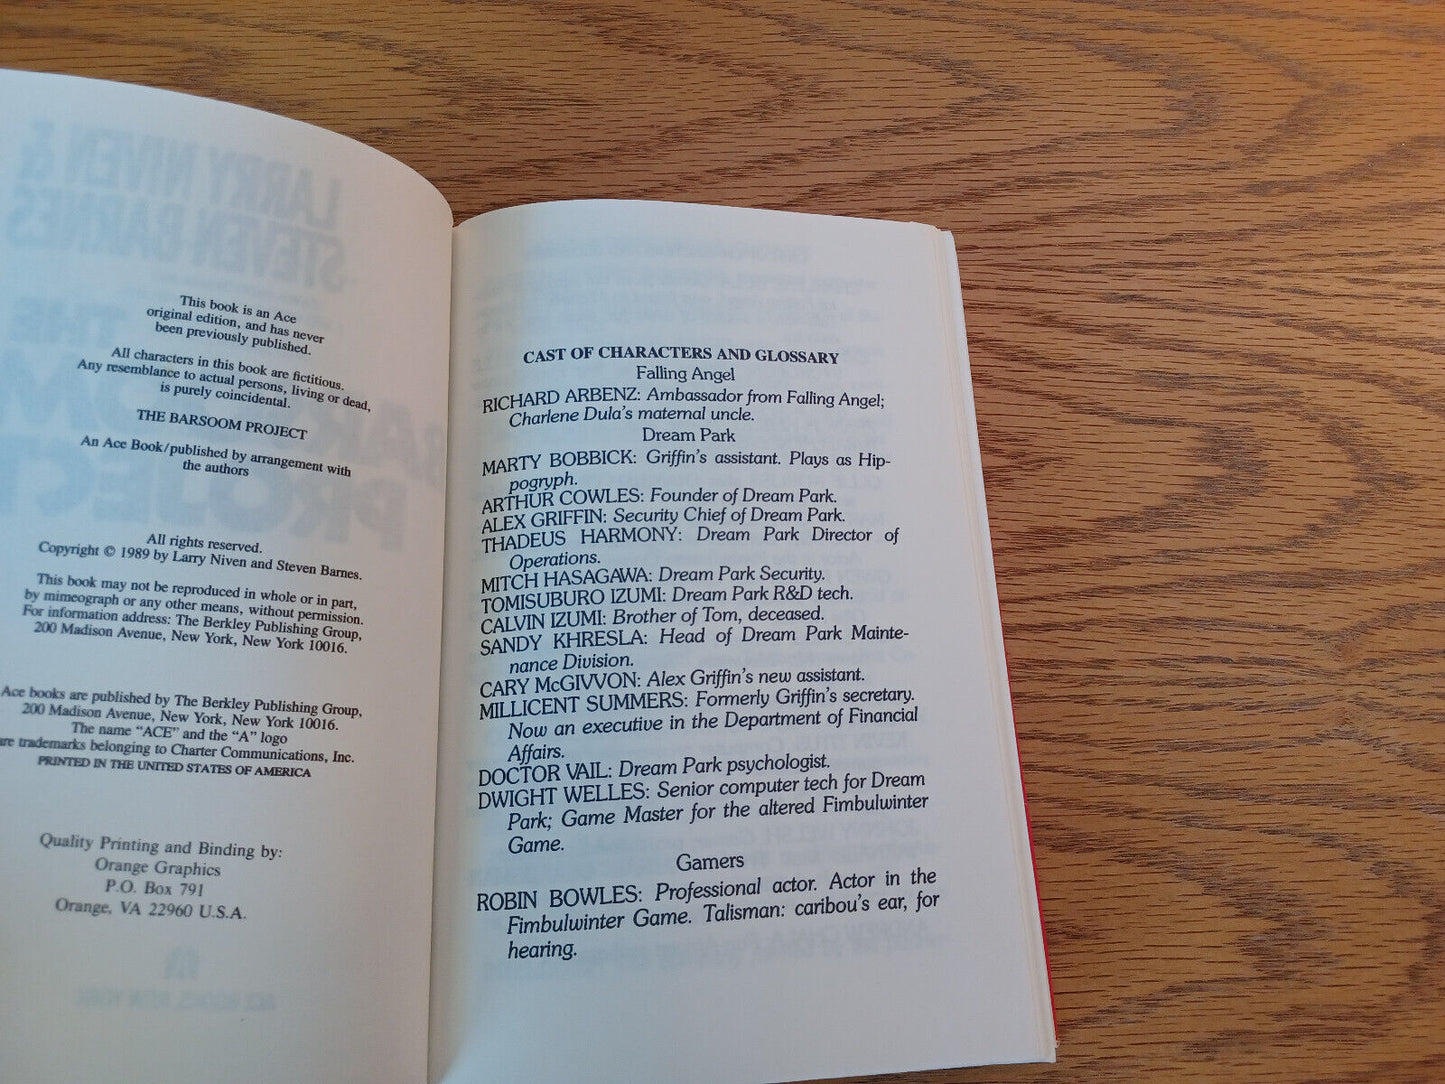 This book is an Ace
original edition, and has never
been previously published.
All characters in this book are fictitious.
Any resemblance to actual persons, living or dead,
is purely coincidental.
THE BARSOOM PROJECT
An Ace Book/published by arrangement with
the authors
All rights reserved.
Copyright © 1989 by Larry Niven and Steven Barnes.
This book may not be reproduced in whole or in part,
by mimeograph or any other means, without permission.
For information address: The Berkley Publishing Group,
200 Madison Avenue, New York, New York 10016.
Ace books are published by The Berkley Publishing Group,
200 Madison Avenue, New York, New York 10016.
The name "ACE" and the "A" logo
are trademarks belonging to Charter Communications, Inc.
PRINTED IN THE UNITED STATES OF AMERICA
Quality Printing and Binding by:
Orange Graphics
P.O. Box 791
Orange, VA 22960 U.S.A.
CAST OF CHARACTERS AND GLOSSARY
Falling Angel
RICHARD ARBENZ: Ambassador from Falling Angel;
Charlene Dula's maternal uncle.
Dream Park
MARTY BOBBICK: Griffin's assistant. Plays as Hip-
pogryph.
ARTHUR COWLES: Founder of Dream Park.
ALEX GRIFFIN: Security Chief of Dream Park.
THADEUS HARMONY: Dream Park Director of
Operations.
MITCH HASAGAWA: Dream Park Security.
TOMISUBURO IZUMI: Dream Park R&D tech.
CALVIN IZUMI: Brother of Tom, deceased.
SANDY KHRESLA: Head of Dream Park Mainte-
nance Division.
CARY McGIVVON: Alex Griffin's new assistant.
MILLICENT SUMMERS: Formerly Griffin's secretary.
Now an executive in the Department of Financial
Affairs.
DOCTOR VAIL: Dream Park psychologist.
DWIGHT WELLES: Senior computer tech for Dream
Park; Game Master for the altered Fimbulwinter
Game.
Gamers
ROBIN BOWLES: Professional actor. Actor in the
Fimbulwinter Game. Talisman: caribou's ear, for
hearing.